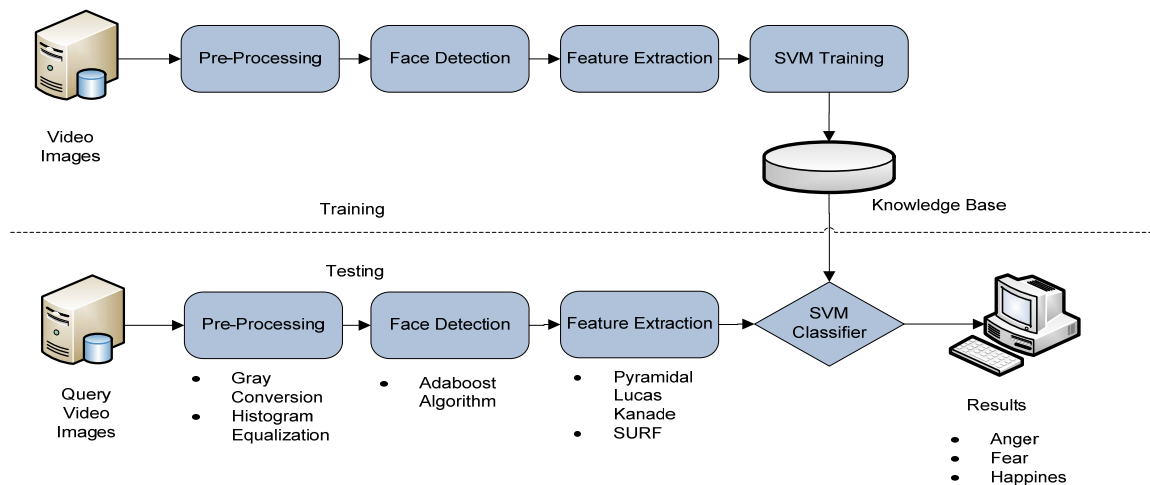 Pre-Processing
Face Detection
Feature Extraction
SVM Training
Video
Images
Knowledge Base
Training
Testing
Pre-Processing
Face Detection
Feature Extraction
SVM
Classifier
Query
Video
Images
• Gray
Conversion
• Histogram
Equalization
• Adaboost
Algorithm
• Pyramidal
Lucas
Kanade
• SURF
Results
• Anger
• Fear
• Happines